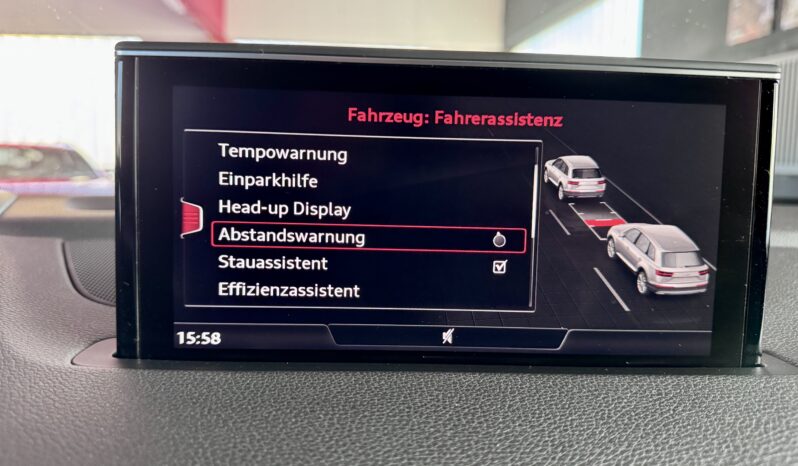 Fahrzeug: Fahrerassistenz
Tempowarnung
Einparkhilfe
Head-up Display
Abstandswarnung
Stauassistent
Effizienzassistent
15:58